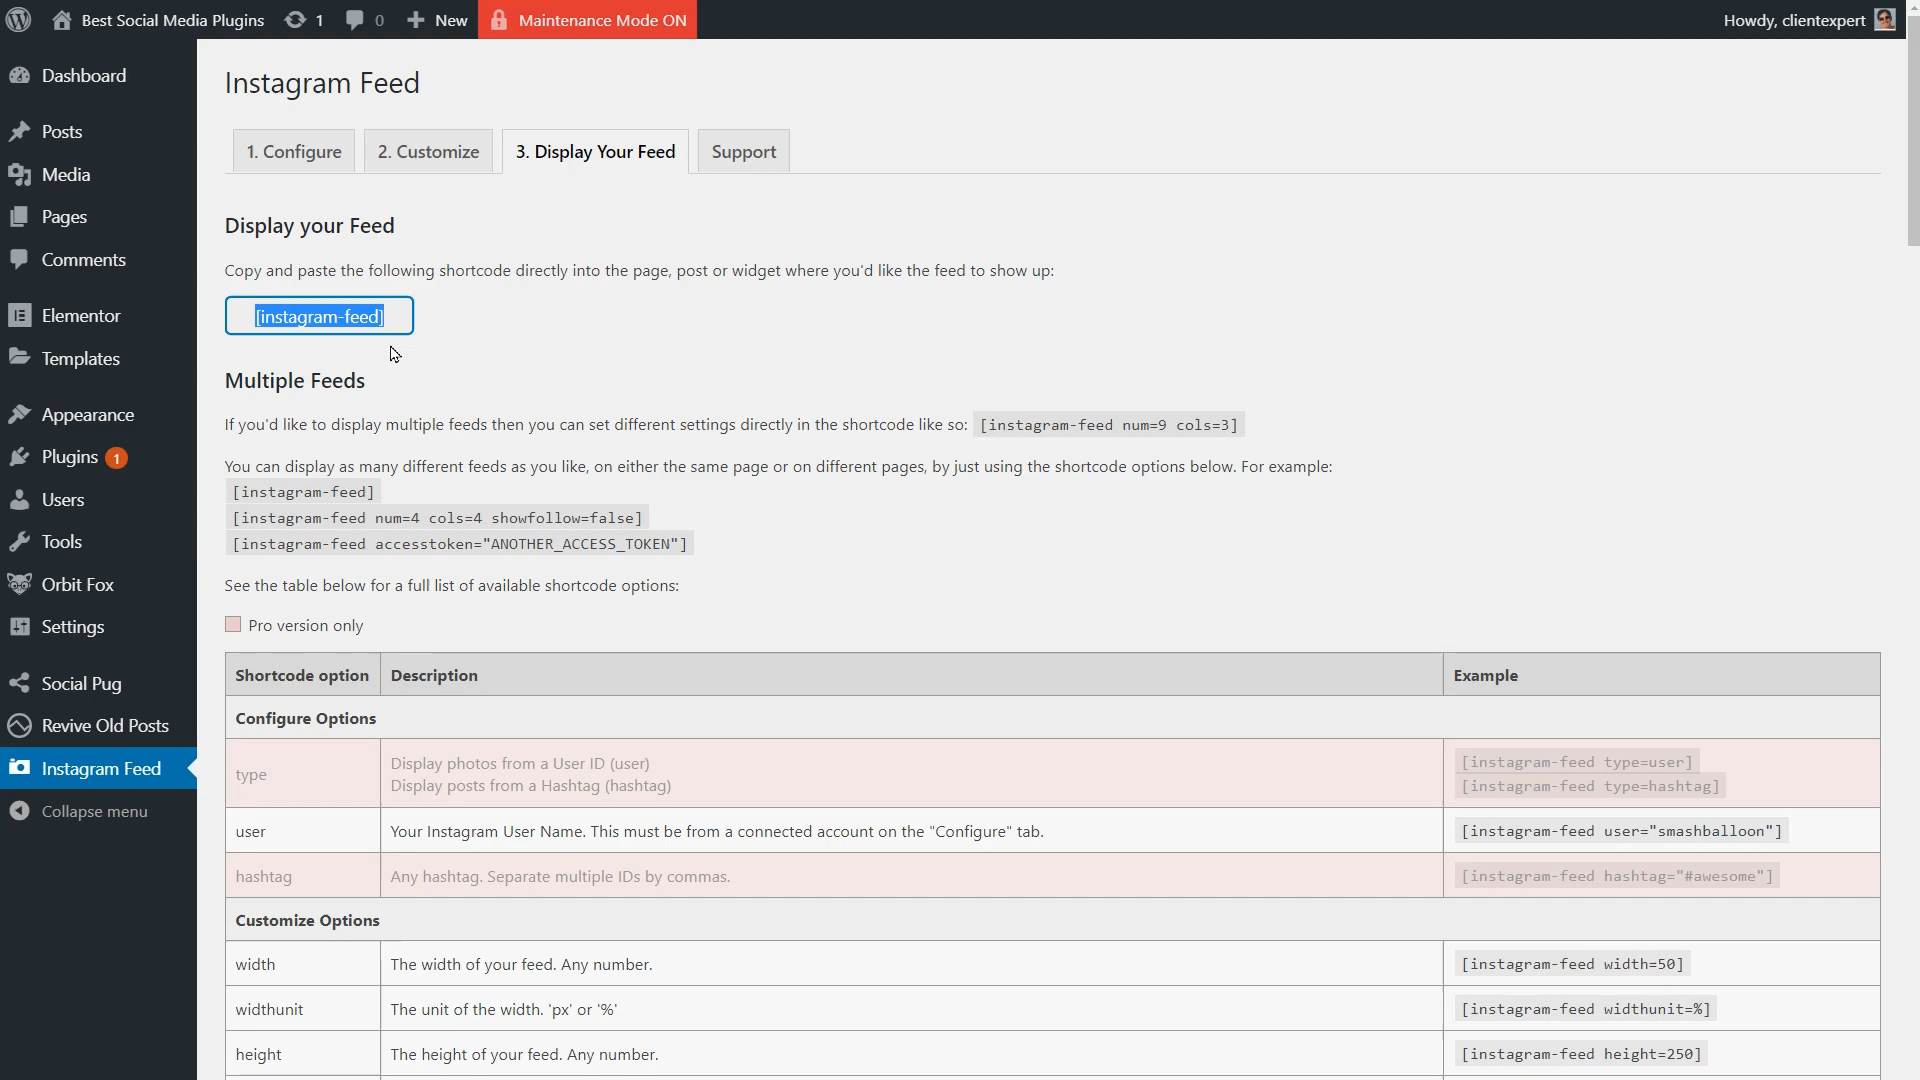 Best Social Media Plugins 1 0 New Maintenance Mode ON Howdy, clientexpert
Dashboard
Posts
Media
Pages
Comments
Elementor
Templates
Appearance
Plugins 1
Users
Tools
Orbit Fox
Settings
Social Pug
Revive Old Posts
Instagram Feed
Collapse menu
Instagram Feed
1. Configure 2. Customize 3. Display Your Feed Support
Display your Feed
Copy and paste the following shortcode directly into the page, post or widget where you'd like the feed to show up:
[instagram-feed]
Multiple Feeds
If you'd like to display multiple feeds then you can set different settings directly in the shortcode like so: [instagram-feed num=9 cols=3]
You can display as many different feeds as you like, on either the same page or on different pages, by just using the shortcode options below. For example:
[instagram-feed]
[instagram-feed num=4 cols=4 showfollow=false]
[instagram-feed accesstoken="ANOTHER_ACCESS_TOKEN"]
See the table below for a full list of available shortcode options:
Pro version only
Shortcode option Description Example
Configure Options
type Display photos from a User ID (user) [instagram-feed type=user]
Display posts from a Hashtag (hashtag) [instagram-feed type=hashtag]
user Your Instagram User Name. This must be from a connected account on the "Configure" tab. [instagram-feed user="smashballoon"]
hashtag Any hashtag. Separate multiple IDs by commas. [instagram-feed hashtag="#awesome"]
Customize Options
width The width of your feed. Any number. [instagram-feed width=50]
widthunit The unit of the width. 'px' or '%' [instagram-feed widthunit=%]
height The height of your feed. Any number. [instagram-feed height=250]